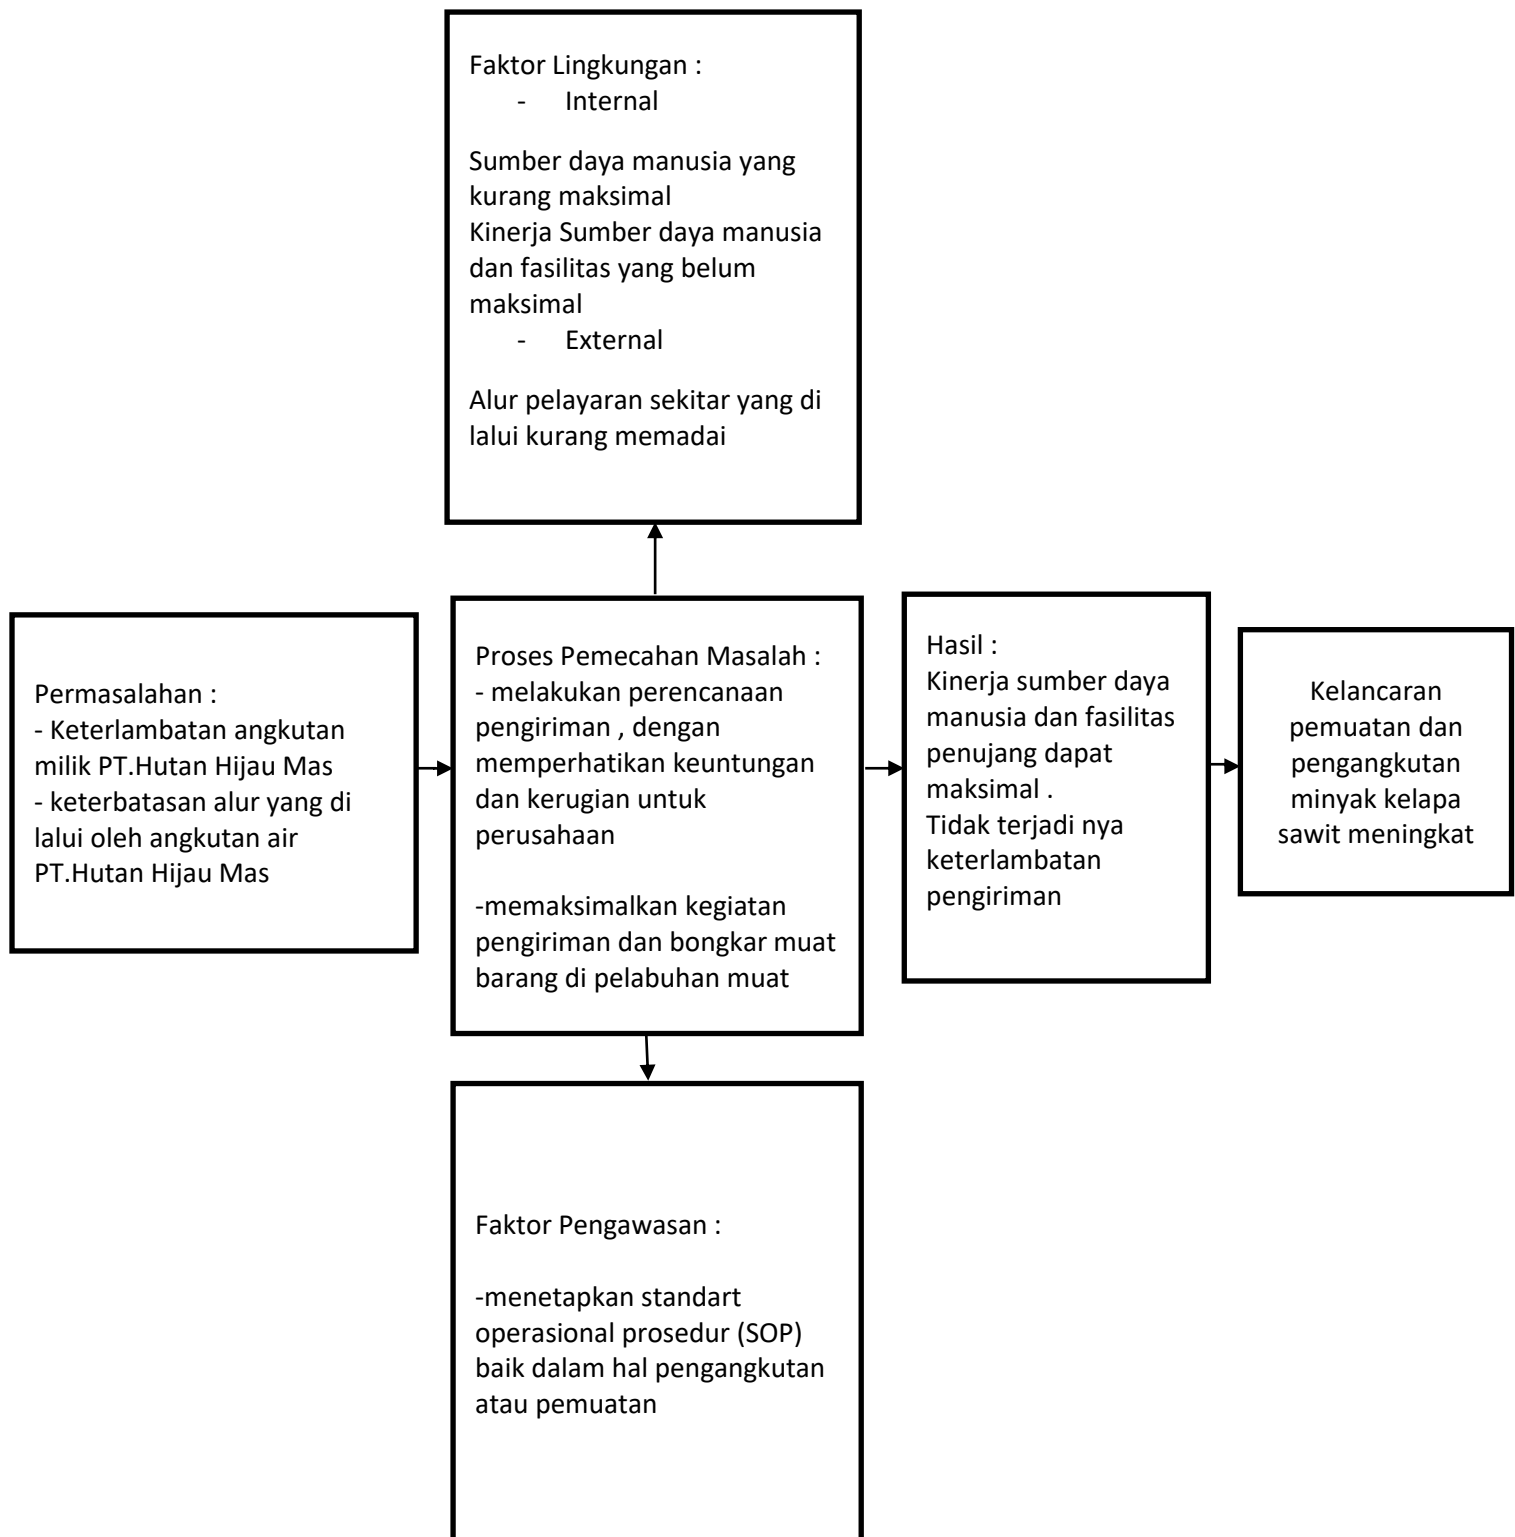 Faktor Lingkungan :
- Internal
Sumber daya manusia yang
kurang maksimal
Kinerja Sumber daya manusia
dan fasilitas yang belum
maksimal
- External
Alur pelayaran sekitar yang di
lalui kurang memadai
Permasalahan :
- Keterlambatan angkutan
milik PT.Hutan Hijau Mas
- keterbatasan alur yang di
lalui oleh angkutan air
PT.Hutan Hijau Mas
Proses Pemecahan Masalah :
- melakukan perencanaan
pengiriman , dengan
memperhatikan keuntungan
dan kerugian untuk
perusahaan
-memaksimalkan kegiatan
pengiriman dan bongkar muat
barang di pelabuhan muat
Hasil :
Kinerja sumber daya
manusia dan fasilitas
penujang dapat
maksimal .
Tidak terjadi nya
keterlambatan
pengiriman
Kelancaran
pemuatan dan
pengangkutan
minyak kelapa
sawit meningkat
Faktor Pengawasan :
-menetapkan standart
operasional prosedur (SOP)
baik dalam hal pengangkutan
atau pemuatan